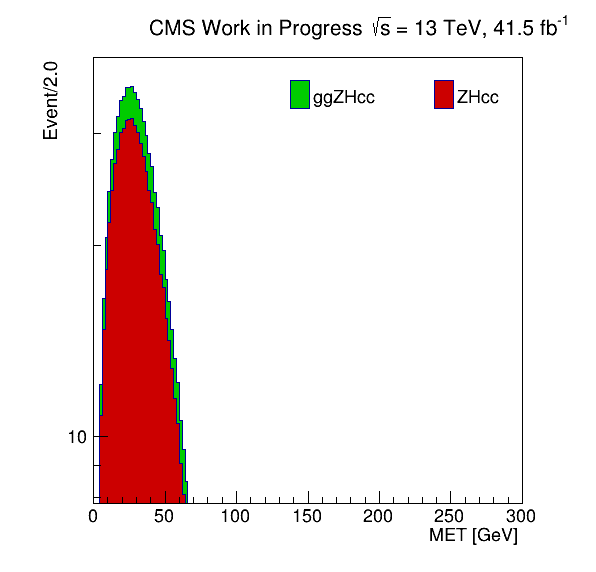 CMS Work in Progress √s = 13 TeV, 41.5 fb⁻¹
Event/2.0
ggZHcc ZHcc
10
0 50 100 150 200 250 300
MET [GeV]